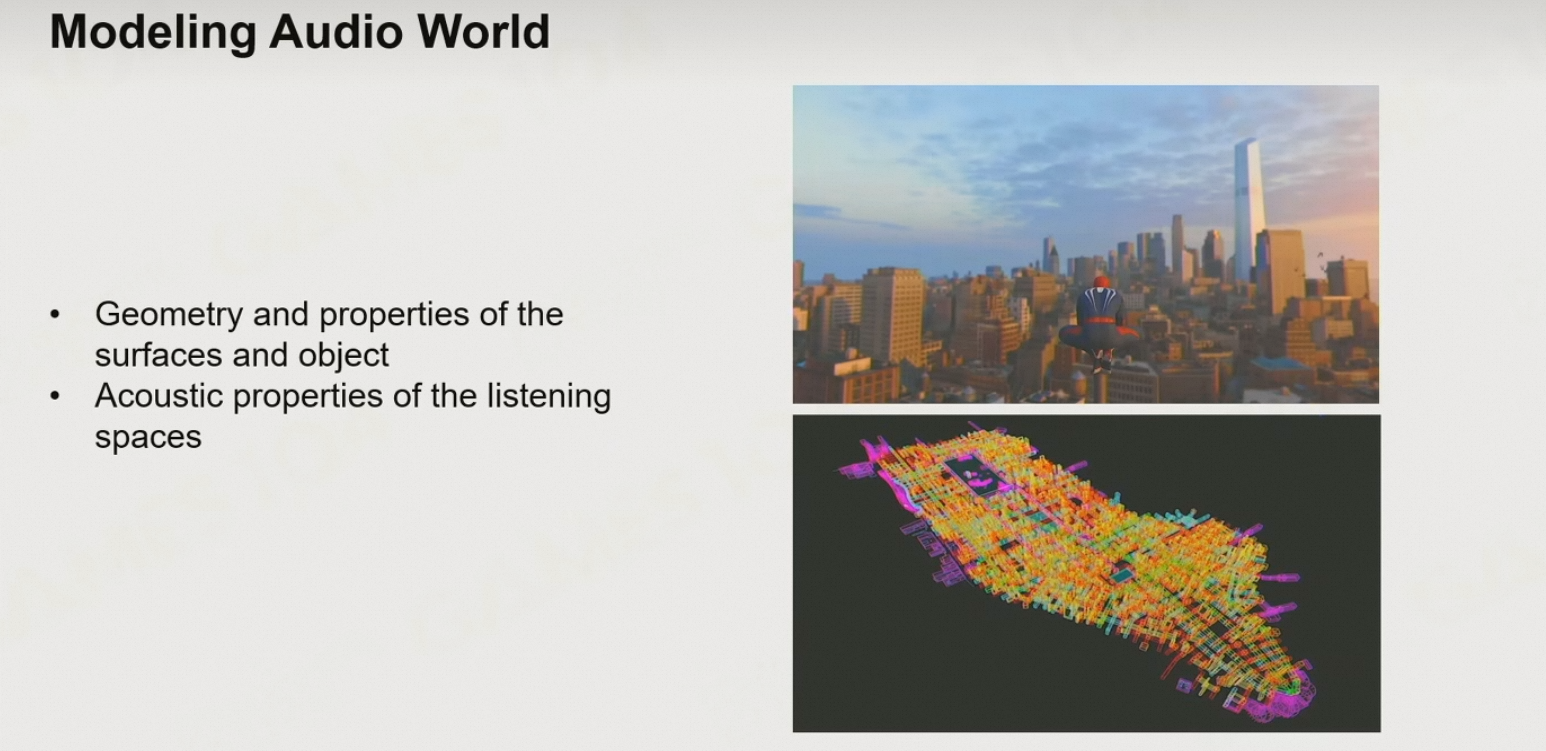 Modeling Audio World
• Geometry and properties of the
surfaces and object
• Acoustic properties of the listening
spaces